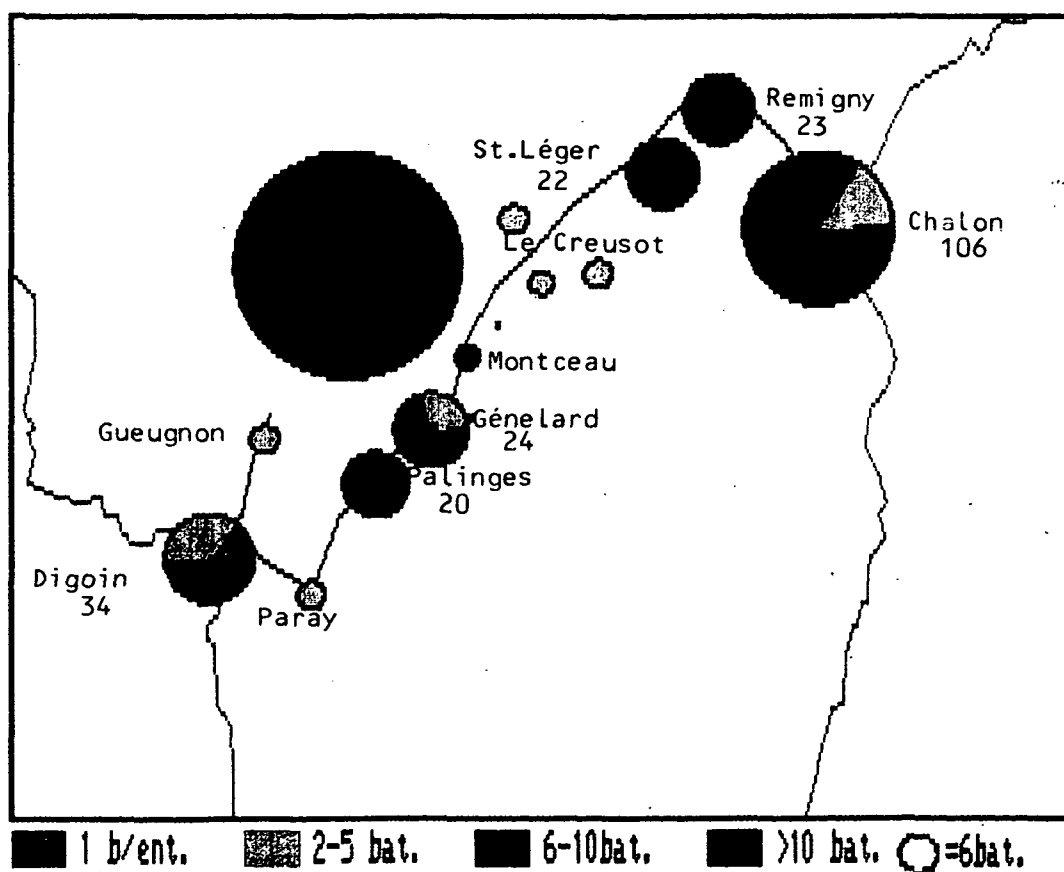 Remigny
23
St.Léger
22
Chalon
106
Le Creusot
Montceau
Génelard
24
Gueugnon
Palinges
20
Digoin
34
Paray
1 b/ent.
2-5 bat.
6-10bat.
>10 bat.
=6bat.